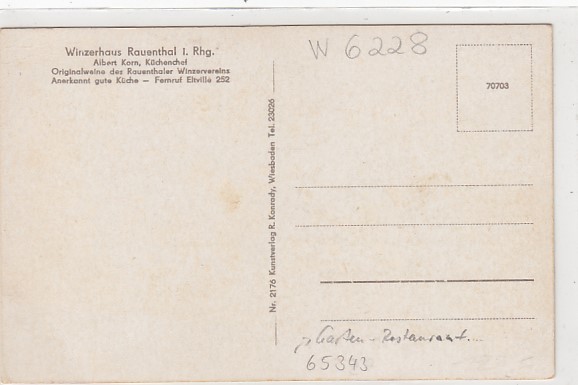 Winzerhaus Rauenthal i. Rhg.
Albert Korn, Küchenchef
Originalweine des Rauenthaler Winzervereins
Anerkannt gute Küche — Fernruf Eltville 252
W 6228
70703
Nr. 2176 Kunstverlag R. Konrady, Wiesbaden Tel. 23026
Garten-Restaurant...
65343